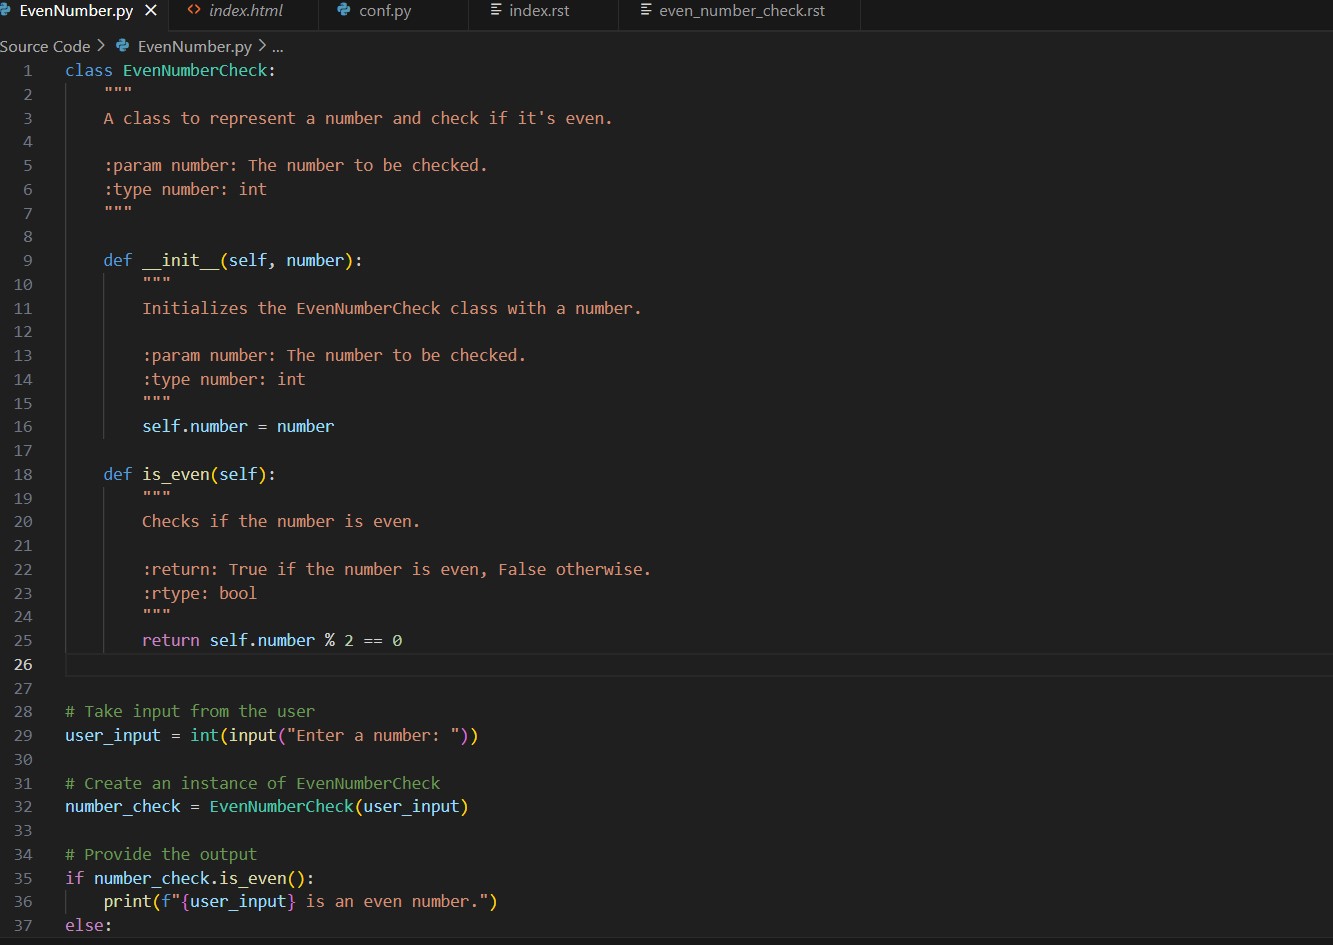 EvenNumber.py × index.html conf.py index.rst even_number_check.rst
Source Code > EvenNumber.py > ...
1 class EvenNumberCheck:
2 """
3 A class to represent a number and check if it's even.
4
5 :param number: The number to be checked.
6 :type number: int
7 """
8
9 def __init__(self, number):
10 """
11 Initializes the EvenNumberCheck class with a number.
12
13 :param number: The number to be checked.
14 :type number: int
15 """
16 self.number = number
17
18 def is_even(self):
19 """
20 Checks if the number is even.
21
22 :return: True if the number is even, False otherwise.
23 :rtype: bool
24 """
25 return self.number % 2 == 0
26
27
28 # Take input from the user
29 user_input = int(input("Enter a number: "))
30
31 # Create an instance of EvenNumberCheck
32 number_check = EvenNumberCheck(user_input)
33
34 # Provide the output
35 if number_check.is_even():
36 print(f"{user_input} is an even number.")
37 else: